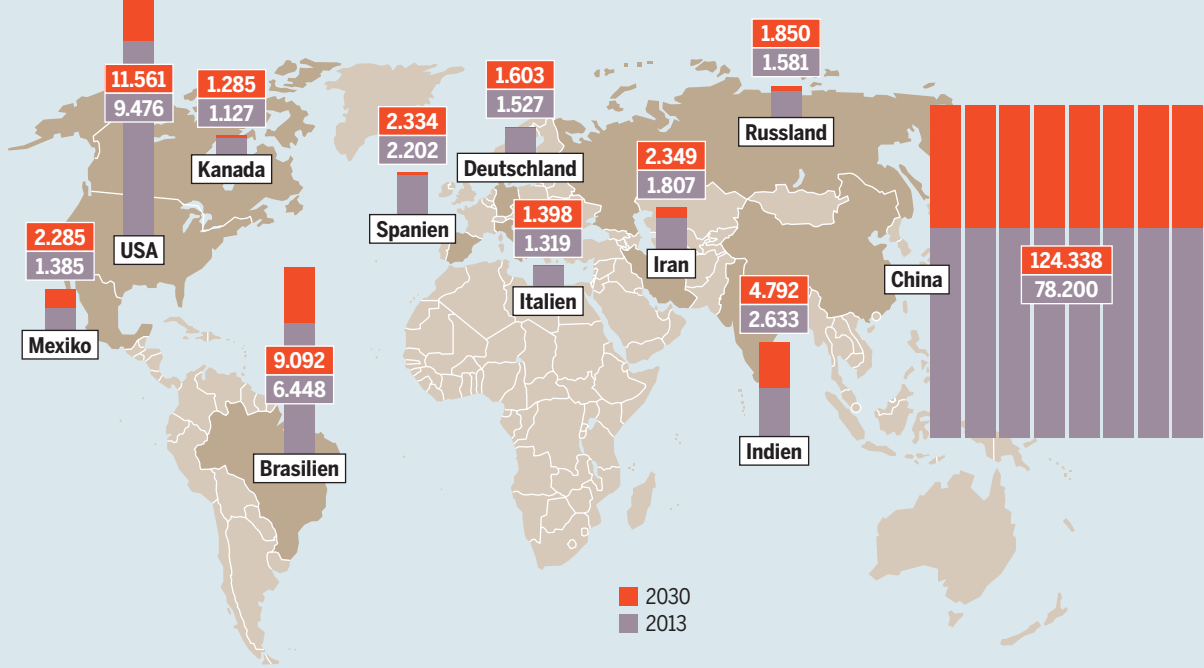 11.561
9.476
USA
1.285
1.127
Kanada
2.285
1.385
Mexiko
9.092
6.448
Brasilien
2.334
2.202
Spanien
1.603
1.527
Deutschland
1.398
1.319
Italien
2.349
1.807
Iran
1.850
1.581
Russland
4.792
2.633
Indien
China
124.338
78.200
2030
2013